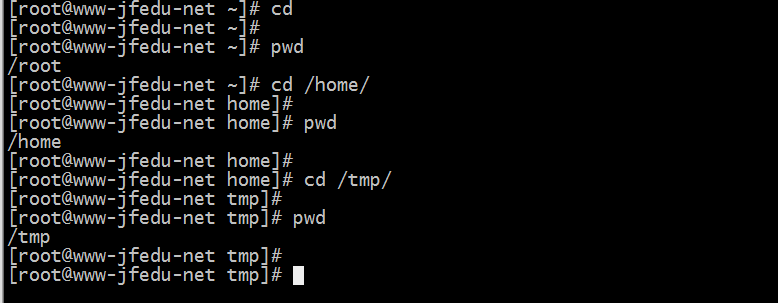 [root@www-jfedu-net ~]# cd
[root@www-jfedu-net ~]#
[root@www-jfedu-net ~]# pwd
/root
[root@www-jfedu-net ~]# cd /home/
[root@www-jfedu-net home]#
[root@www-jfedu-net home]# pwd
/home
[root@www-jfedu-net home]#
[root@www-jfedu-net home]# cd /tmp/
[root@www-jfedu-net tmp]#
[root@www-jfedu-net tmp]# pwd
/tmp
[root@www-jfedu-net tmp]#
[root@www-jfedu-net tmp]#